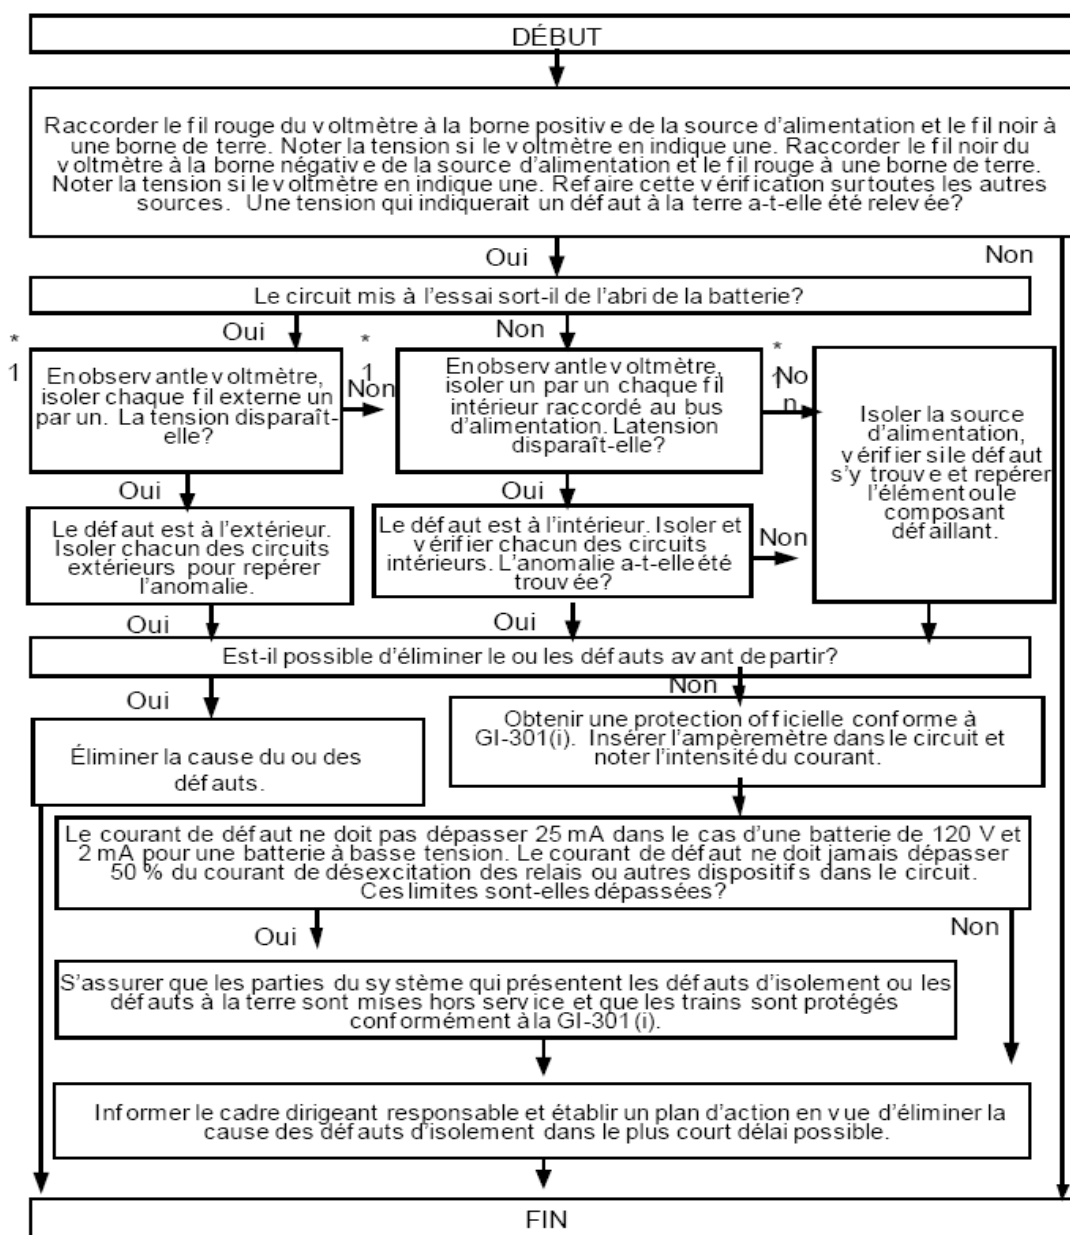 DÉBUT
Raccorder le fil rouge du voltmètre à la borne positive de la source d'alimentation et le fil noir à
une borne de terre. Noter la tension si le voltmètre en indique une. Raccorder le fil noir du
voltmètre à la borne négative de la source d'alimentation et le fil rouge à une borne de terre.
Noter la tension si le voltmètre en indique une. Refaire cette vérification sur toutes les autres
sources. Une tension qui indiquerait un défaut à la terre a-t-elle été relevée?
Oui
Non
Le circuit mis à l'essai sort-il de l'abri de la batterie?
Oui
Non
*
1
En observant le voltmètre,
isoler chaque fil externe un
par un. La tension disparaît-
elle?
Non
*
1
En observant le voltmètre,
isoler un par un chaque fil
intérieur raccordé au bus
d'alimentation. La tension
disparaît-elle?
*
1
No
n
Isoler la source
d'alimentation,
vérifier si le défaut
s'y trouve et repérer
l'élément ou le
composant
défaillant.
Oui
Oui
Le défaut est à l'extérieur.
Isoler chacun des circuits
extérieurs pour repérer
l'anomalie.
Le défaut est à l'intérieur. Isoler et
vérifier chacun des circuits
intérieurs. L'anomalie a-t-elle été
trouvée?
Non
Oui
Oui
Est-il possible d'éliminer le ou les défauts avant de partir?
Oui
Non
Éliminer la cause du ou des
défauts.
Obtenir une protection officielle conforme à
GI-301(i). Insérer l'ampèremètre dans le circuit et
noter l'intensité du courant.
Le courant de défaut ne doit pas dépasser 25 mA dans le cas d'une batterie de 120 V et
2 mA pour une batterie à basse tension. Le courant de défaut ne doit jamais dépasser
50 % du courant de désexcitation des relais ou autres dispositifs dans le circuit.
Ces limites sont-elles dépassées?
Oui
Non
S'assurer que les parties du système qui présentent les défauts d'isolement ou les
défauts à la terre sont mises hors service et que les trains sont protégés
conformément à la GI-301(i).
Informer le cadre dirigeant responsable et établir un plan d'action en vue d'éliminer la
cause des défauts d'isolement dans le plus court délai possible.
FIN